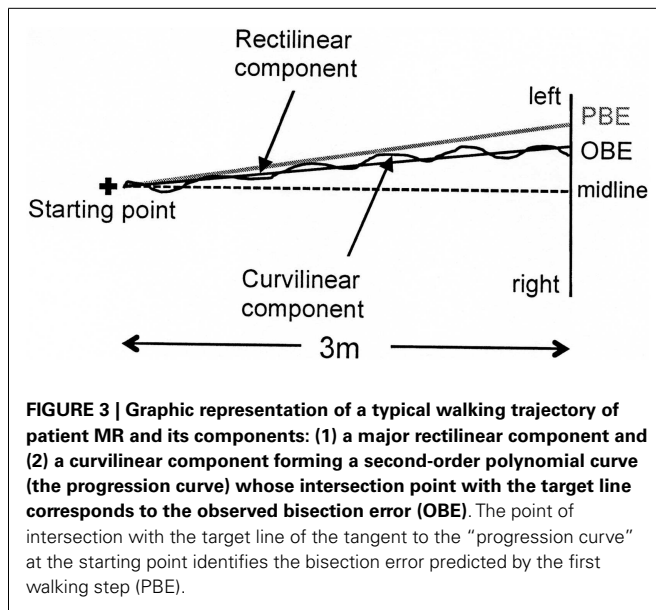 Rectilinear
component
left
PBE
OBE
midline
Starting point
Curvilinear
component
right
3m
FIGURE 3 | Graphic representation of a typical walking trajectory of
patient MR and its components: (1) a major rectilinear component and
(2) a curvilinear component forming a second-order polynomial curve
(the progression curve) whose intersection point with the target line
corresponds to the observed bisection error (OBE). The point of
intersection with the target line of the tangent to the “progression curve”
at the starting point identifies the bisection error predicted by the first
walking step (PBE).